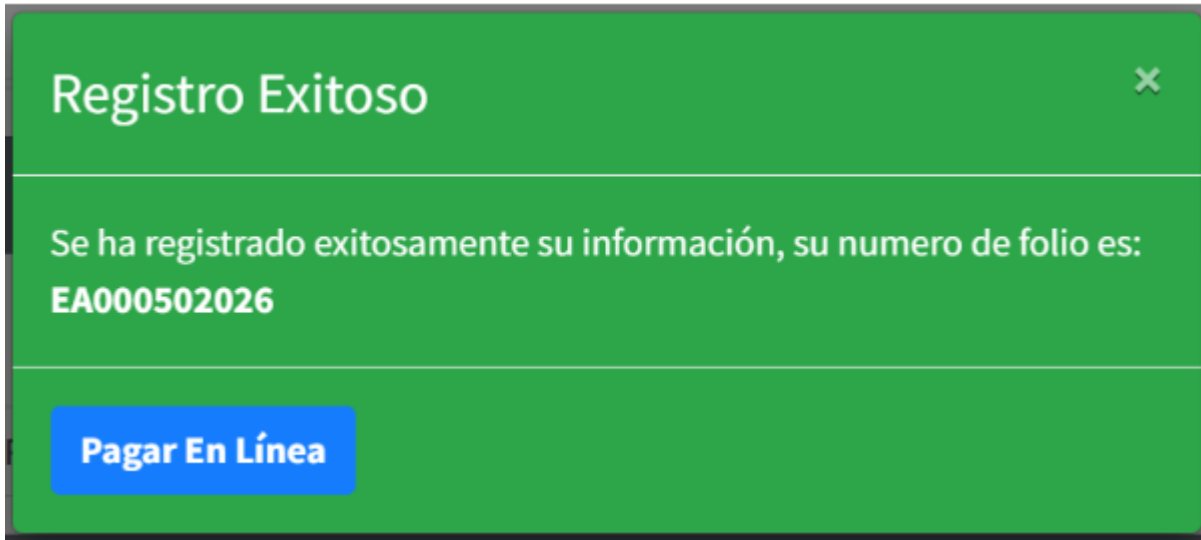 Registro Exitoso
×
Se ha registrado exitosamente su información, su numero de folio es:
EA000502026
Pagar En Línea